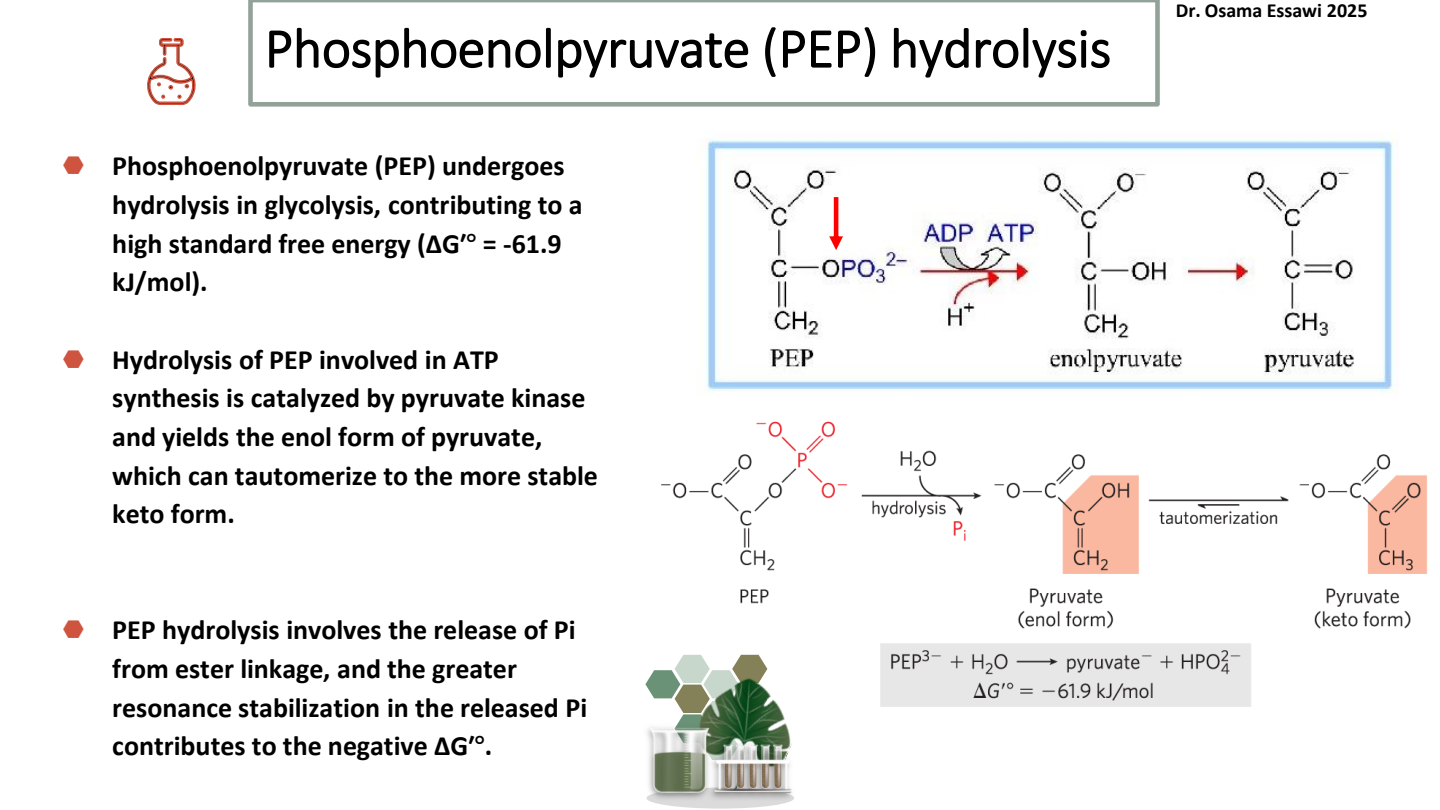 Dr. Osama Essawi 2025
Phosphoenolpyruvate (PEP) hydrolysis
Phosphoenolpyruvate (PEP) undergoes
hydrolysis in glycolysis, contributing to a
high standard free energy (ΔG′° = -61.9
kJ/mol).
Hydrolysis of PEP involved in ATP
synthesis is catalyzed by pyruvate kinase
and yields the enol form of pyruvate,
which can tautomerize to the more stable
keto form.
PEP hydrolysis involves the release of Pi
from ester linkage, and the greater
resonance stabilization in the released Pi
contributes to the negative ΔG′°.
O O⁻ O O⁻ O O⁻
C C C
ADP ATP
C—OPO₃²⁻ C—OH C=O
H⁺
CH₂ CH₂ CH₃
PEP enolpyruvate pyruvate
⁻O O
O P H₂O O O
⁻O—C O O⁻ ⁻O—C OH ⁻O—C O
hydrolysis tautomerization
C Pᵢ C C
CH₂ CH₂ CH₃
PEP Pyruvate Pyruvate
(enol form) (keto form)
PEP³⁻ + H₂O ⟶ pyruvate⁻ + HPO₄²⁻
ΔG′° = −61.9 kJ/mol